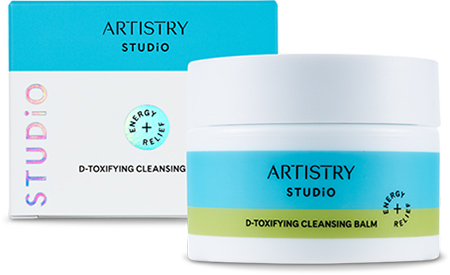 ARTISTRY
STUDiO
STUDiO
ENERGY
+
RELIEF
D-TOXIFYING CLEANSING
ARTISTRY
STUDiO
ENERGY
+
RELIEF
D-TOXIFYING CLEANSING BALM